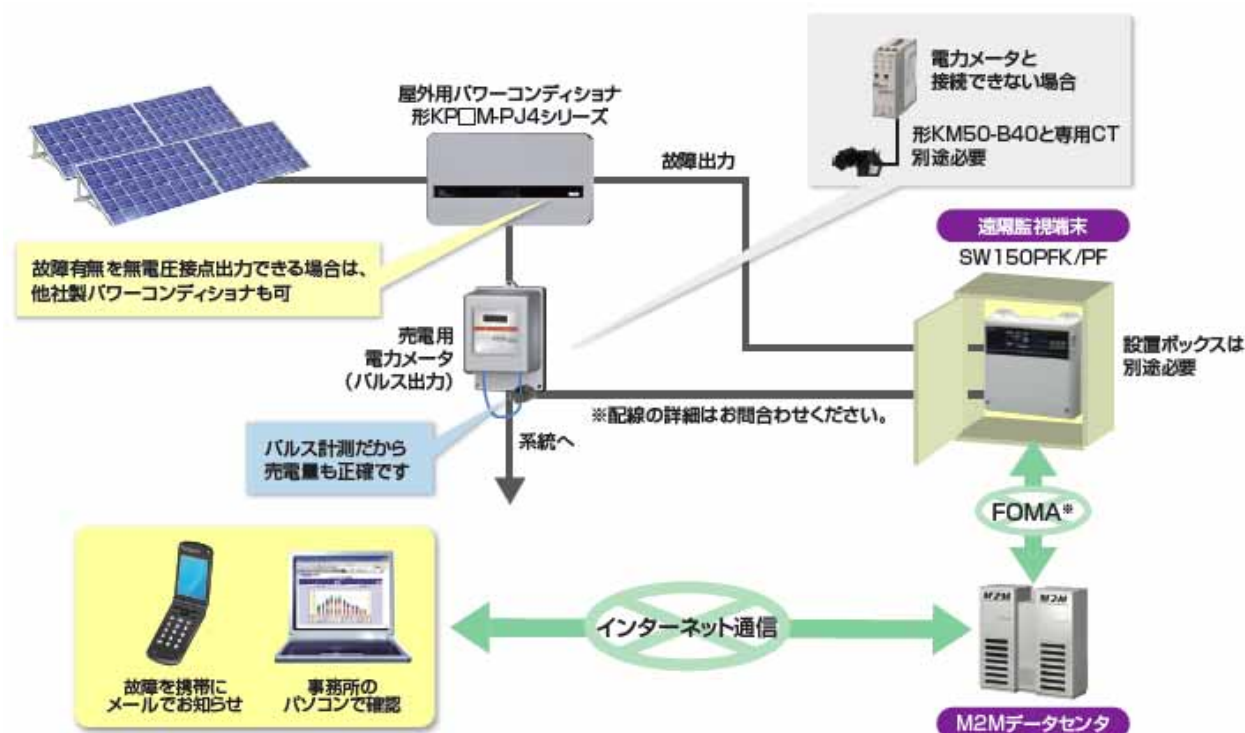 屋外用パワーコンディショナ
形KP□M-PJ4シリーズ
電力メータと
接続できない場合
形KM50-B40と専用CT
別途必要
故障出力
故障有無を無電圧接点出力できる場合は、
他社製パワーコンディショナも可
遠隔監視端末
SW150PFK/PF
設置ボックスは
別途必要
売電用
電力メータ
(パルス出力)
※配線の詳細はお問合わせください。
パルス計測だから
売電量も正確です
系統へ
FOMA※
M2M
M2M
インターネット通信
故障を携帯に
メールでお知らせ
事務所の
パソコンで確認
M2Mデータセンタ